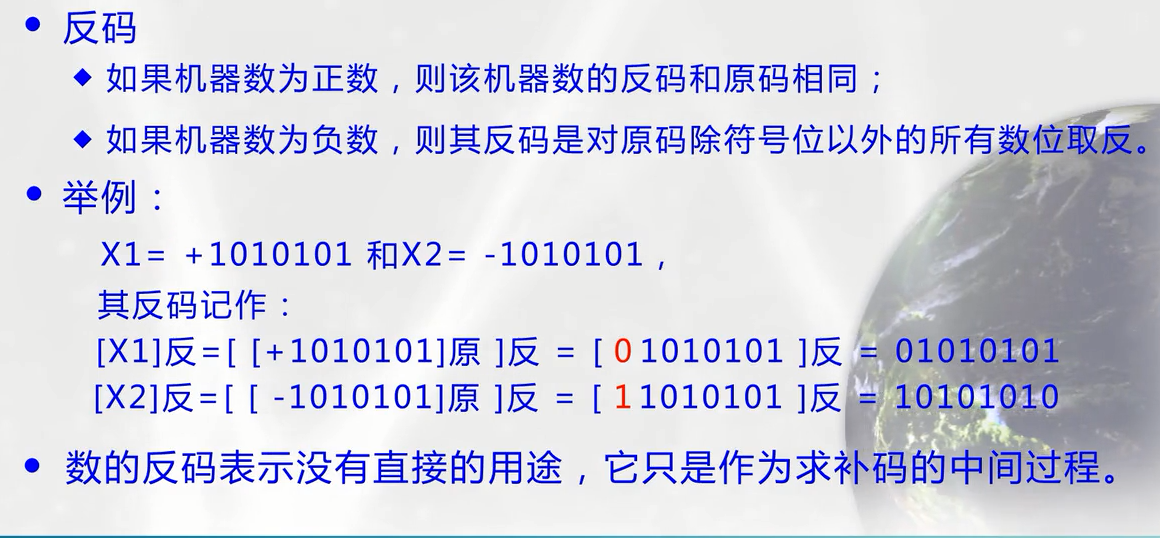 • 反码
◆ 如果机器数为正数，则该机器数的反码和原码相同；
◆ 如果机器数为负数，则其反码是对原码除符号位以外的所有数位取反。
• 举例：
X1= +1010101 和X2= -1010101，
其反码记作：
[X1]反=[ [+1010101]原 ]反 = [ 01010101 ]反 = 01010101
[X2]反=[ [ -1010101]原 ]反 = [ 11010101 ]反 = 10101010
• 数的反码表示没有直接的用途，它只是作为求补码的中间过程。